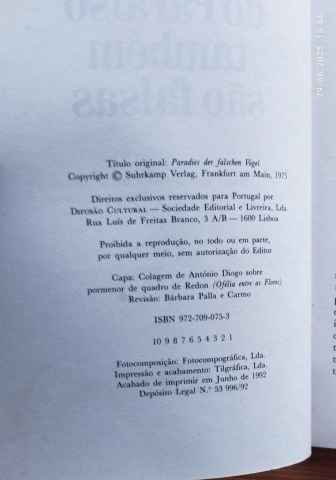 do Paraíso
também
são falsas
29/06/2025 13:44
Título original: Paradies der falschen Vögel
Copyright © Suhrkamp Verlag, Frankfurt am Main, 1975
Direitos exclusivos reservados para Portugal por
DIFUSÃO CULTURAL — Sociedade Editorial e Livreira, Lda.
Rua Luís de Freitas Branco, 3 A/B — 1600 Lisboa
Proibida a reprodução, no todo ou em parte,
por qualquer meio, sem autorização do Editor
Capa: Colagem de António Diogo sobre
pormenor de quadro de Redon (Ofélia entre as Flores)
Revisão: Bárbara Palla e Carmo
ISBN 972-709-075-3
10 9 8 7 6 5 4 3 2 1
Fotocomposição: Fotocompográfica, Lda.
Impressão e acabamento: Tilgráfica, Lda.
Acabado de imprimir em Junho de 1992
Depósito Legal N.º 53 996/92